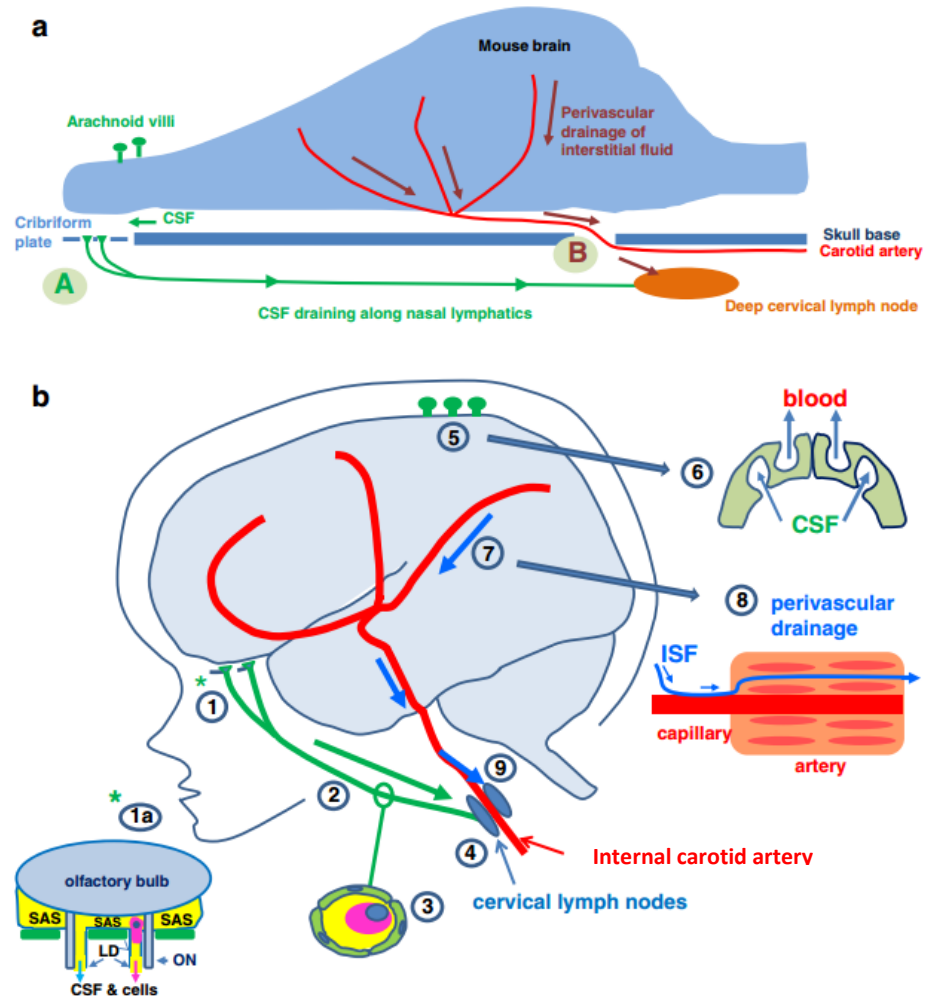 a
Mouse brain
Arachnoid villi
Perivascular
drainage of
interstitial fluid
CSF
Cribriform
plate
Skull base
Carotid artery
A
B
CSF draining along nasal lymphatics
Deep cervical lymph node
b
5
blood
6
CSF
7
8
perivascular
drainage
ISF
capillary
artery
*
1
9
2
*
1a
4
Internal carotid artery
cervical lymph nodes
olfactory bulb
SAS
SAS
SAS
3
LD
ON
CSF & cells